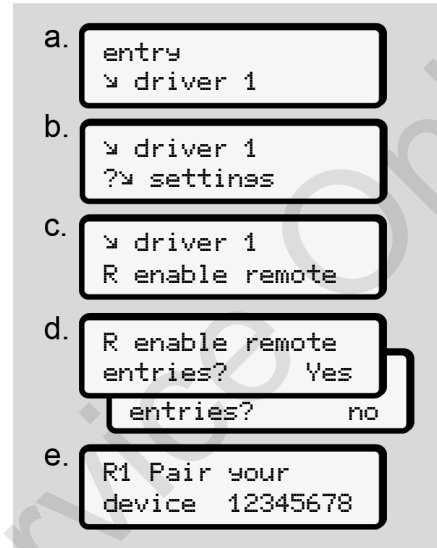 a.
entry
↘ driver 1
b.
↘ driver 1
?↘ settings
c.
↘ driver 1
R enable remote
d.
R enable remote
entries? Yes
entries? no
e.
R1 Pair your
device 12345678